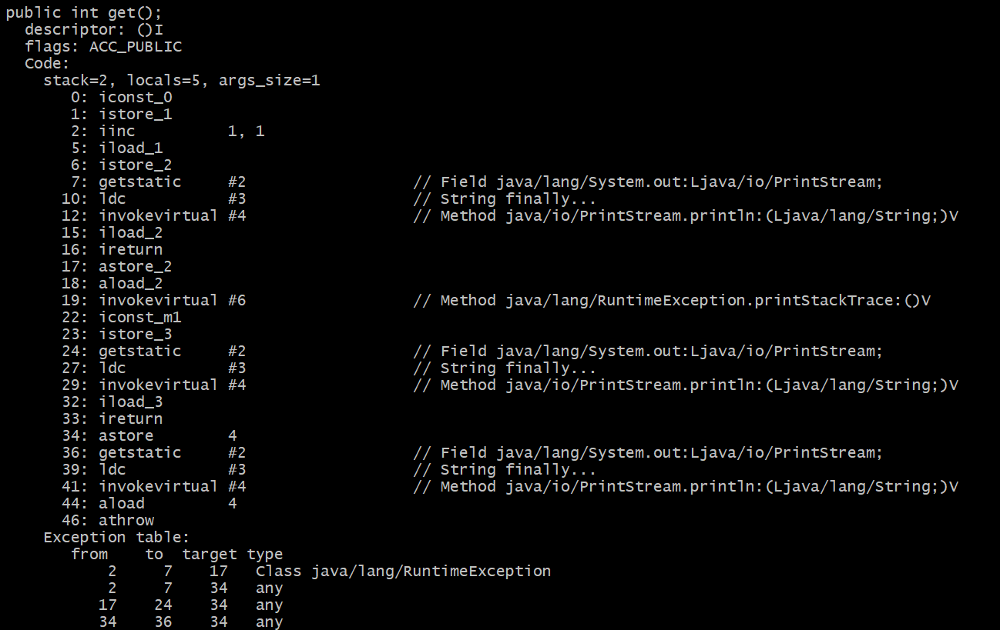 public int get();
  descriptor: ()I
  flags: ACC_PUBLIC
  Code:
    stack=2, locals=5, args_size=1
       0: iconst_0
       1: istore_1
       2: iinc          1, 1
       5: iload_1
       6: istore_2
       7: getstatic     #2                  // Field java/lang/System.out:Ljava/io/PrintStream;
      10: ldc           #3                  // String finally...
      12: invokevirtual #4                  // Method java/io/PrintStream.println:(Ljava/lang/String;)V
      15: iload_2
      16: ireturn
      17: astore_2
      18: aload_2
      19: invokevirtual #6                  // Method java/lang/RuntimeException.printStackTrace:()V
      22: iconst_m1
      23: istore_3
      24: getstatic     #2                  // Field java/lang/System.out:Ljava/io/PrintStream;
      27: ldc           #3                  // String finally...
      29: invokevirtual #4                  // Method java/io/PrintStream.println:(Ljava/lang/String;)V
      32: iload_3
      33: ireturn
      34: astore        4
      36: getstatic     #2                  // Field java/lang/System.out:Ljava/io/PrintStream;
      39: ldc           #3                  // String finally...
      41: invokevirtual #4                  // Method java/io/PrintStream.println:(Ljava/lang/String;)V
      44: aload         4
      46: athrow
    Exception table:
       from    to  target type
           2     7    17   Class java/lang/RuntimeException
           2     7    34   any
          17    24    34   any
          34    36    34   any